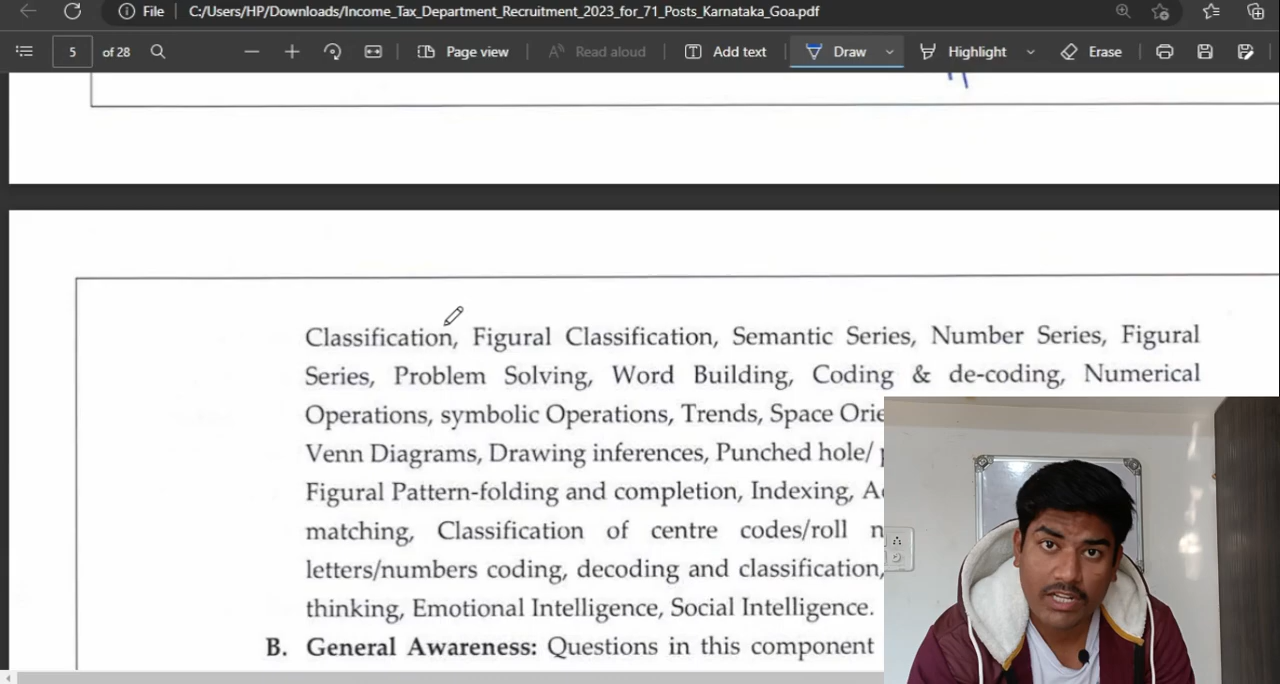 File C:/Users/HP/Downloads/Income_Tax_Department_Recruitment_2023_for_71_Posts_Karnataka_Goa.pdf
5 of 28 Page view Read aloud Add text Draw Highlight Erase
Classification, Figural Classification, Semantic Series, Number Series, Figural
Series, Problem Solving, Word Building, Coding & de-coding, Numerical
Operations, symbolic Operations, Trends, Space
Venn Diagrams, Drawing inferences, Punched hole/
Figural Pattern-folding and completion, Indexing,
matching, Classification of centre codes/roll
letters/numbers coding, decoding and classification,
thinking, Emotional Intelligence, Social Intelligence.
B. General Awareness: Questions in this component